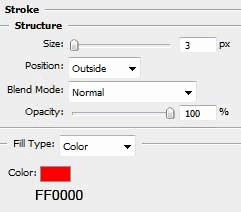 Stroke
Structure
Size: 3 px
Position: Outside
Blend Mode: Normal
Opacity: 100 %
Fill Type: Color
Color:
FF0000